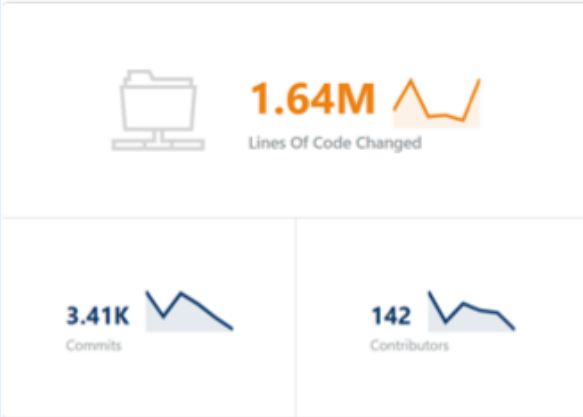 1.64M
Lines Of Code Changed
3.41K
Commits
142
Contributors